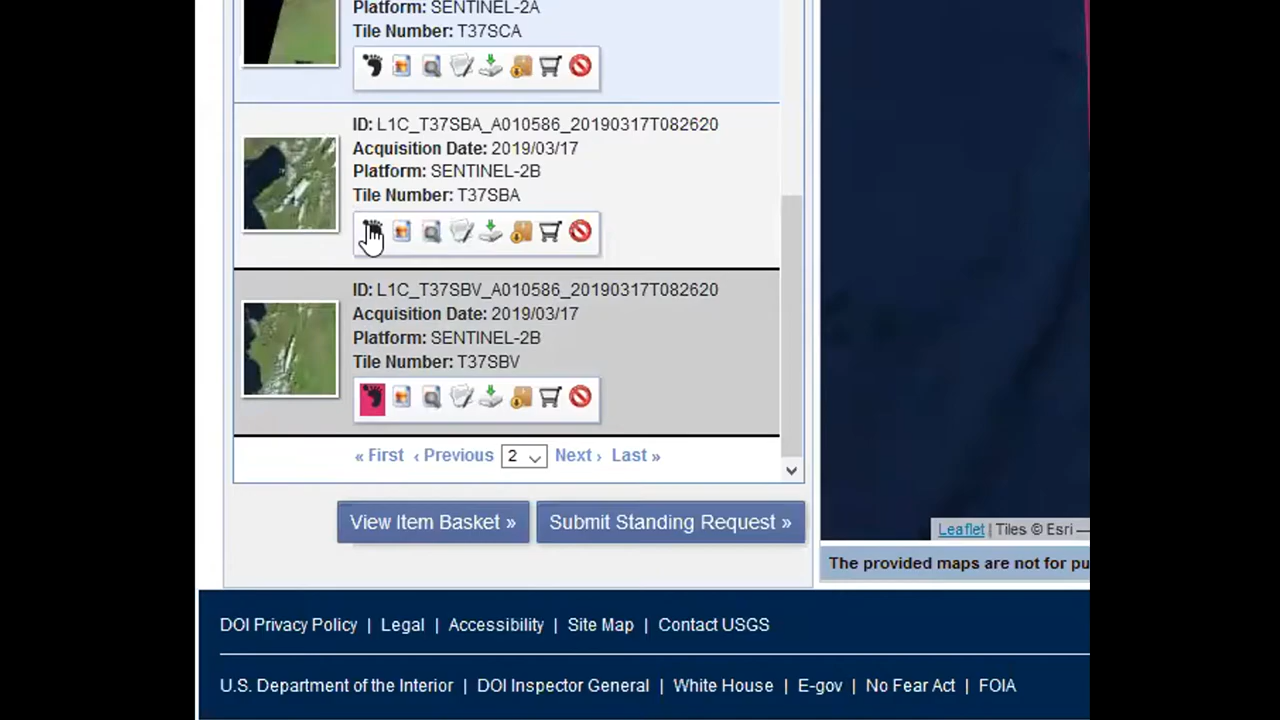 Platform: SENTINEL-2A
Tile Number: T37SCA
ID: L1C_T37SBA_A010586_20190317T082620
Acquisition Date: 2019/03/17
Platform: SENTINEL-2B
Tile Number: T37SBA
ID: L1C_T37SBV_A010586_20190317T082620
Acquisition Date: 2019/03/17
Platform: SENTINEL-2B
Tile Number: T37SBV
« First ‹ Previous 2 Next › Last »
View Item Basket » Submit Standing Request »
Leaflet | Tiles © Esri —
The provided maps are not for pu
DOI Privacy Policy | Legal | Accessibility | Site Map | Contact USGS
U.S. Department of the Interior | DOI Inspector General | White House | E-gov | No Fear Act | FOIA